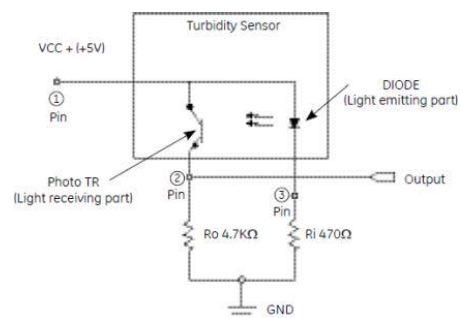 Turbidity Sensor
VCC + (+5V)
DIODE
(Light emitting part)
①
Pin
Photo TR
(Light receiving part)
②
Pin
③
Pin
Output
Ro 4.7KΩ
Ri 470Ω
GND